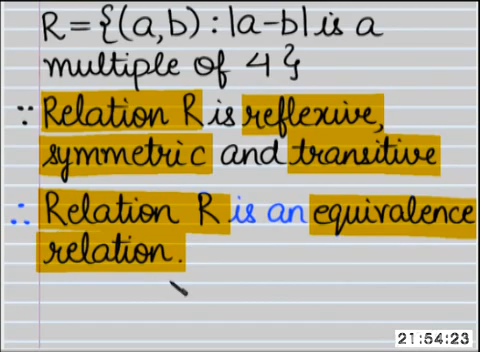 R = {(a, b) : |a-b| is a
multiple of 4}
∵ Relation R is reflexive,
symmetric and transitive
∴ Relation R is an equivalence
relation.
21:54:23